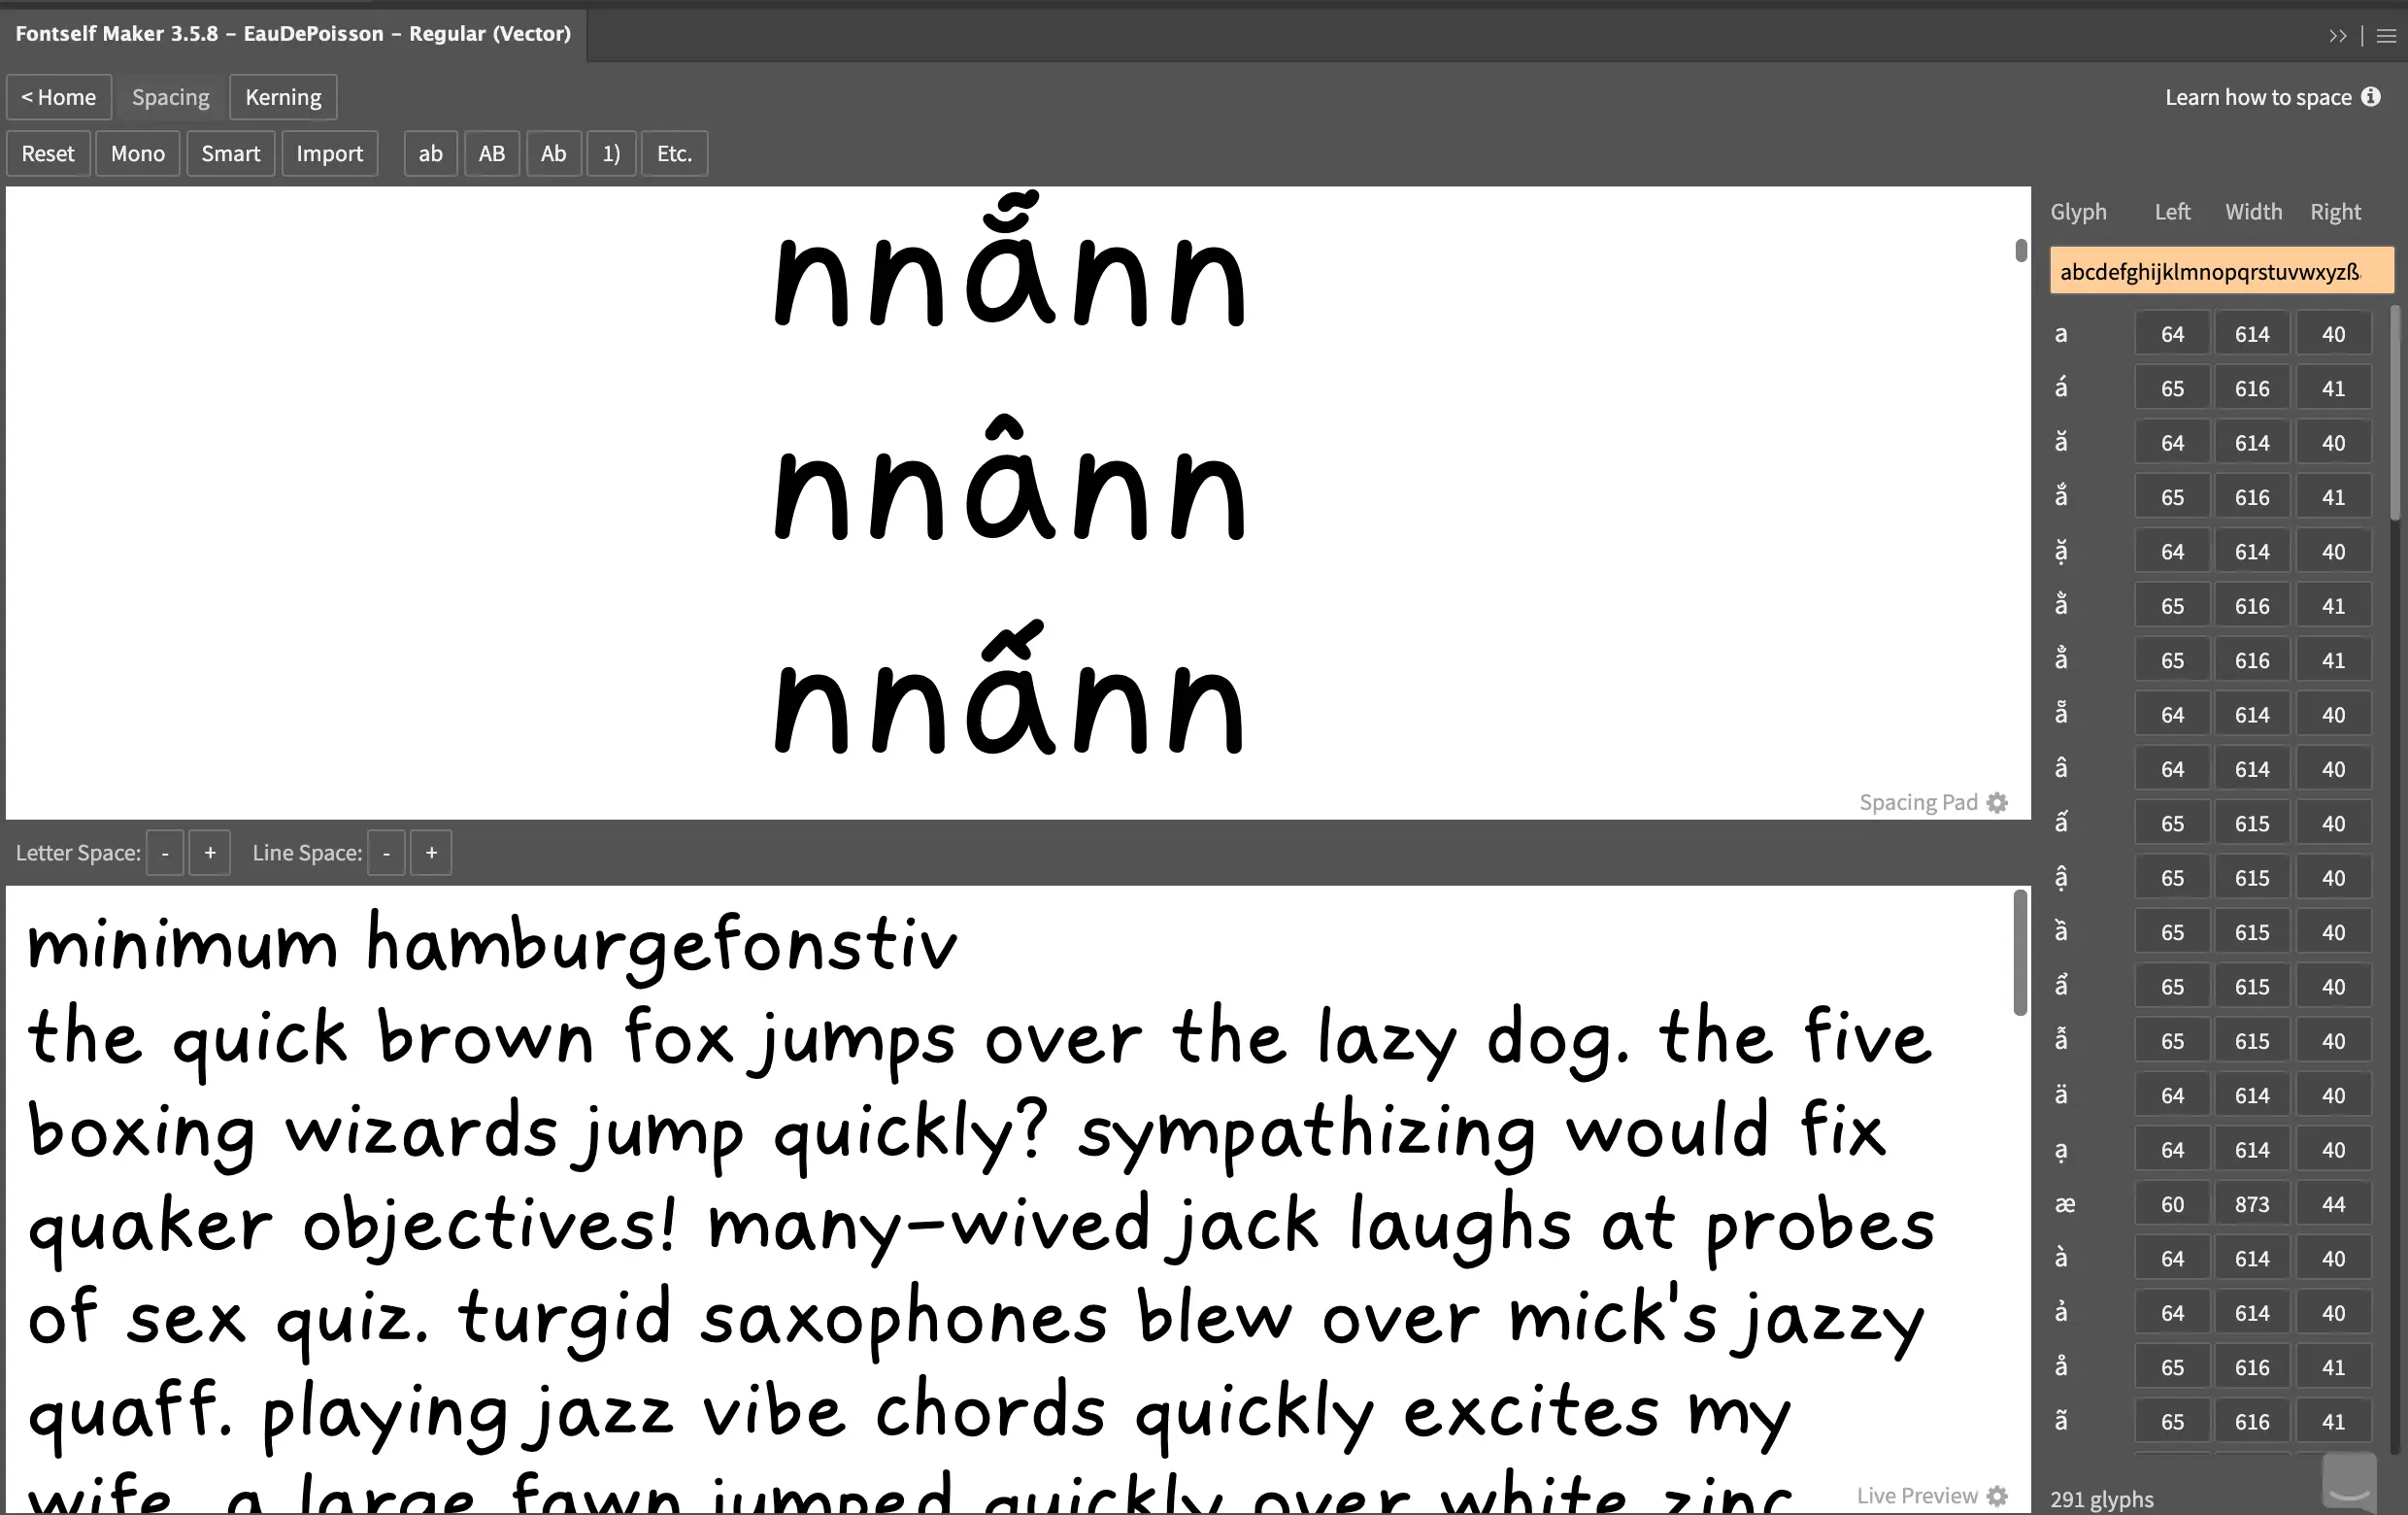 Fontself Maker 3.5.8 – EauDePoisson – Regular (Vector)
< Home Spacing Kerning
Learn how to space
Reset Mono Smart Import ab AB Ab 1) Etc.
nnẵnn
nnânn
nnấnn
Spacing Pad
Letter Space: - + Line Space: - +
minimum hamburgefonstiv
the quick brown fox jumps over the lazy dog. the five
boxing wizards jump quickly? sympathizing would fix
quaker objectives! many-wived jack laughs at probes
of sex quiz. turgid saxophones blew over mick's jazzy
quaff. playing jazz vibe chords quickly excites my
wife. a large fawn jumped quickly over white zinc
Live Preview
Glyph Left Width Right
abcdefghijklmnopqrstuvwxyzß
a 64 614 40
á 65 616 41
ă 64 614 40
ắ 65 616 41
ặ 64 614 40
ằ 65 616 41
ẳ 65 616 41
ẵ 64 614 40
â 64 614 40
ấ 65 615 40
ậ 65 615 40
ầ 65 615 40
ẩ 65 615 40
ẫ 65 615 40
ä 64 614 40
ạ 64 614 40
æ 60 873 44
à 64 614 40
ả 64 614 40
å 65 616 41
ã 65 616 41
291 glyphs